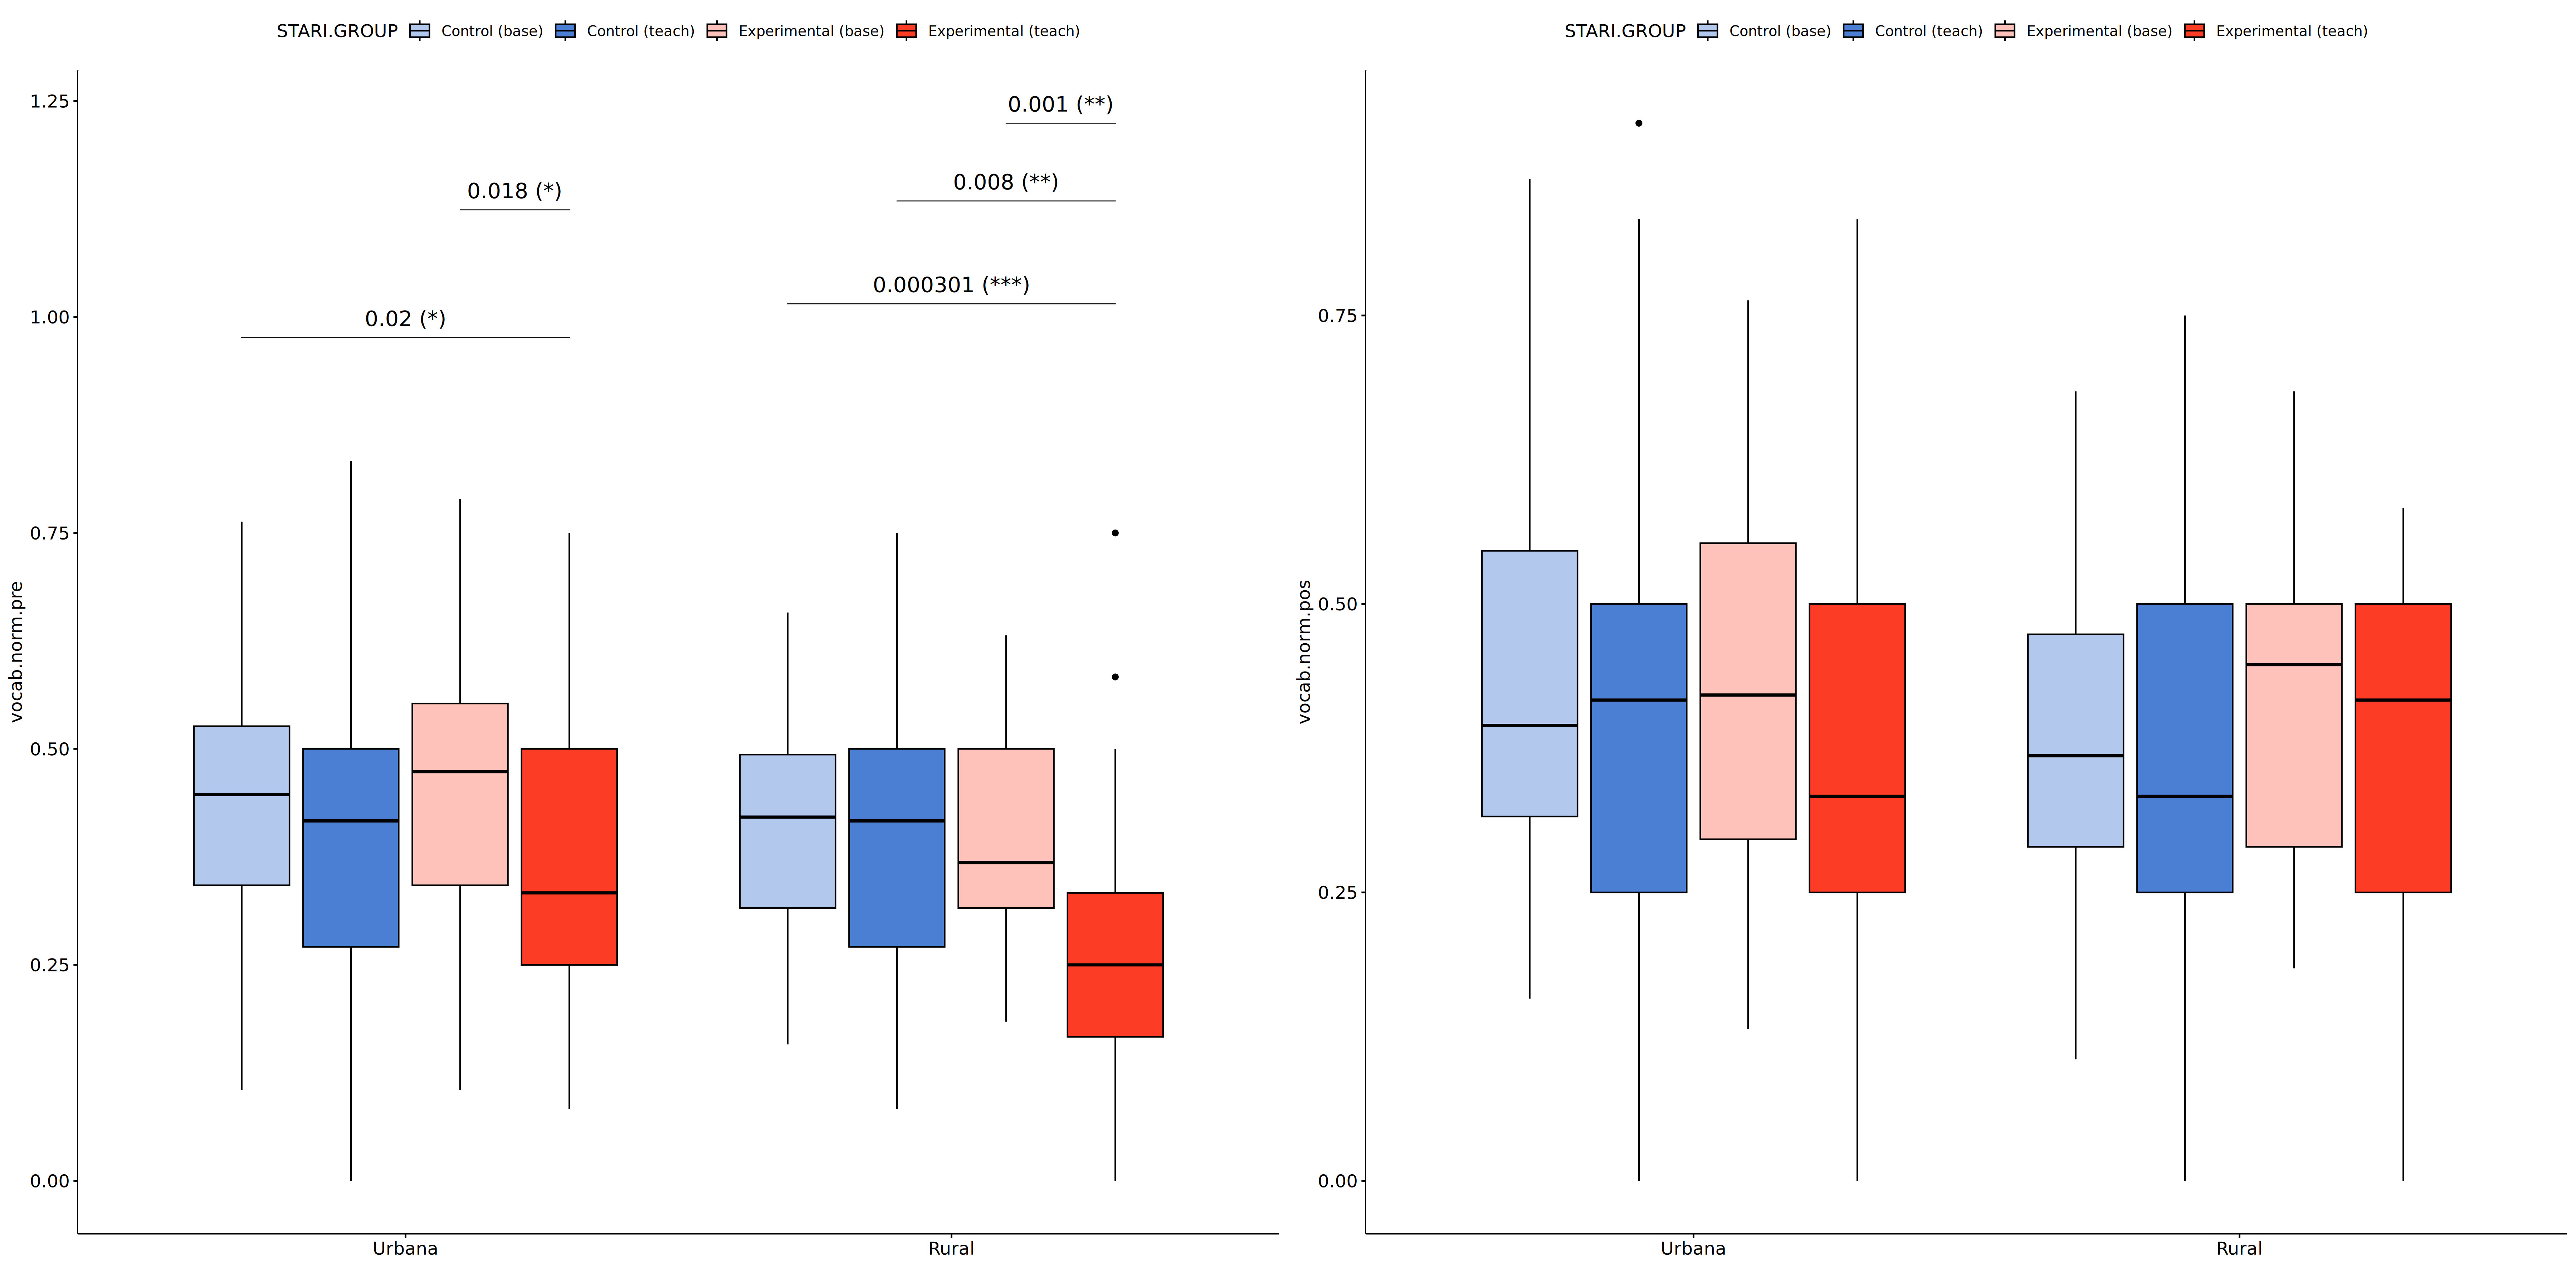 STARI.GROUP Control (base) Control (teach) Experimental (base) Experimental (teach)
1.25
1.00
0.75
0.50
0.25
0.00
vocab.norm.pre
0.001 (**)
0.018 (*)
0.008 (**)
0.000301 (***)
0.02 (*)
Urbana Rural
STARI.GROUP Control (base) Control (teach) Experimental (base) Experimental (teach)
0.75
0.50
0.25
0.00
vocab.norm.pos
Urbana Rural